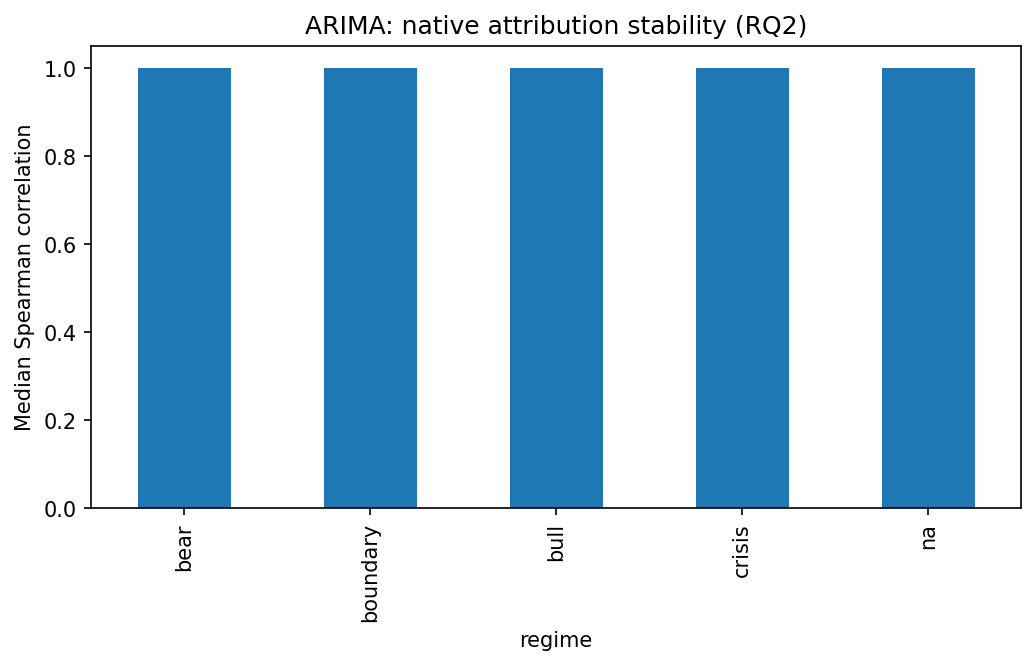 ARIMA: native attribution stability (RQ2)
Median Spearman correlation
1.0
0.8
0.6
0.4
0.2
0.0
bear
boundary
bull
crisis
na
regime